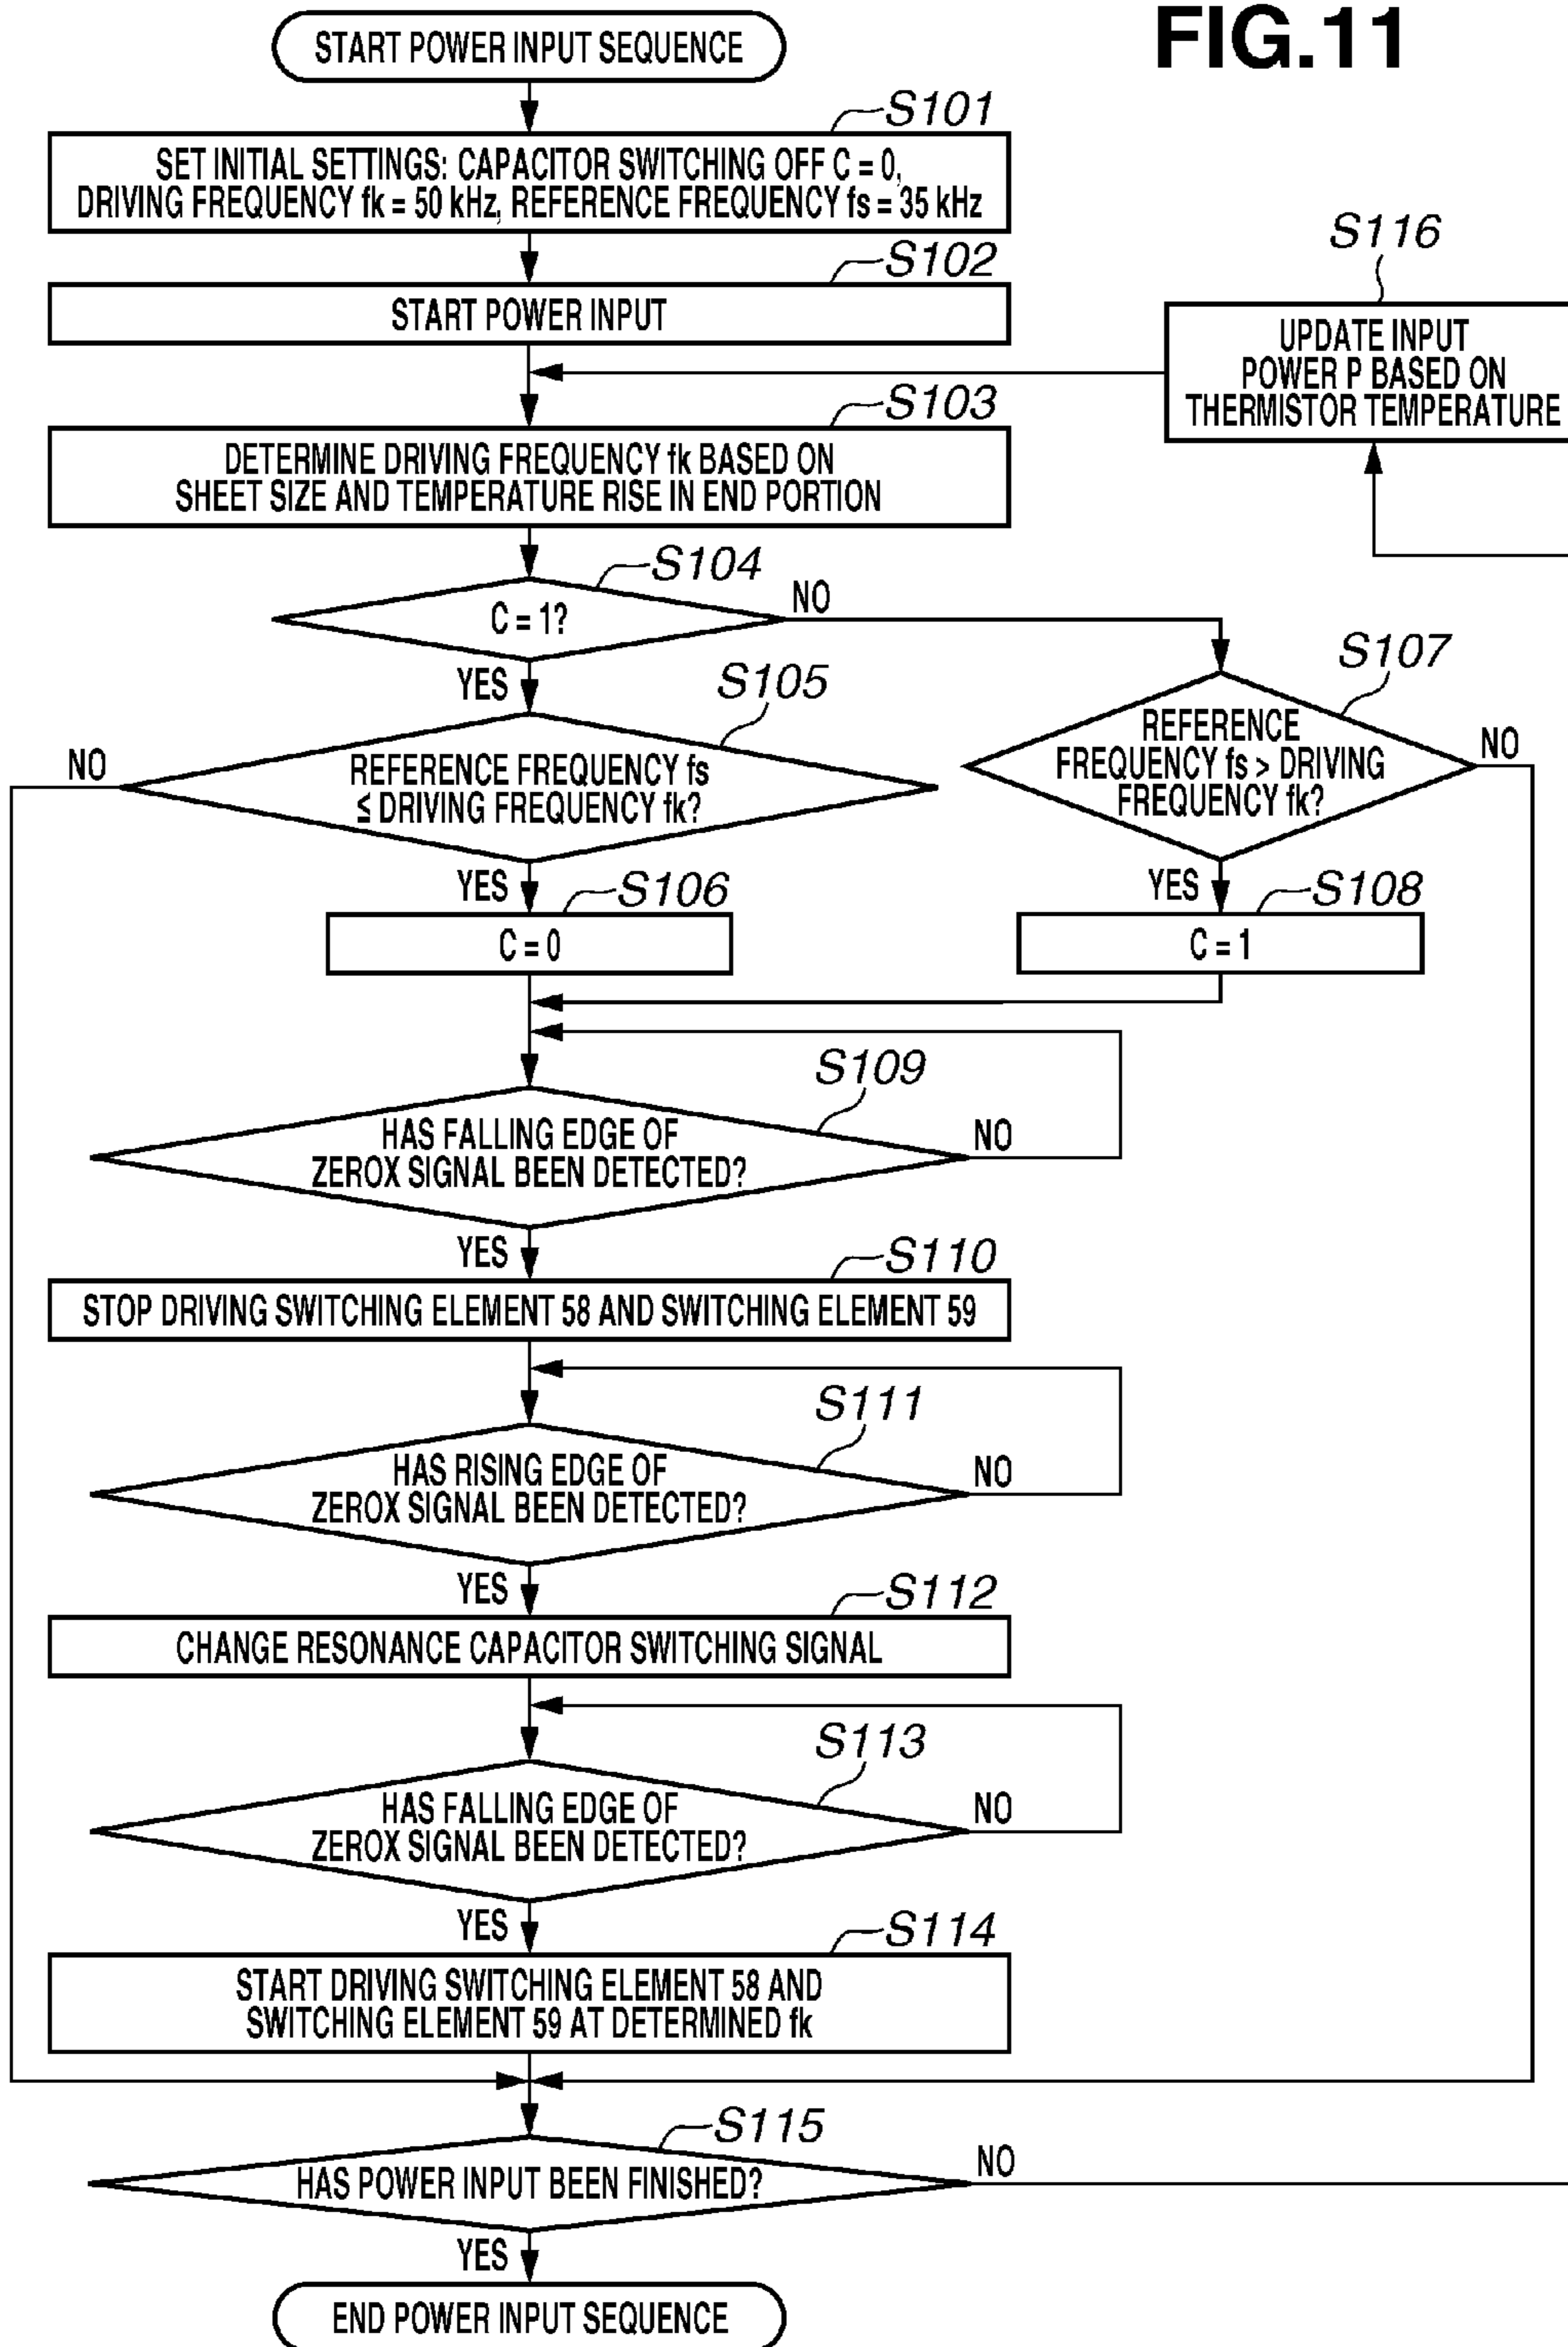 FIG.11
START POWER INPUT SEQUENCE
S101
SET INITIAL SETTINGS: CAPACITOR SWITCHING OFF C = 0,
DRIVING FREQUENCY fk = 50 kHz, REFERENCE FREQUENCY fs = 35 kHz
S102
START POWER INPUT
S116
UPDATE INPUT
POWER P BASED ON
THERMISTOR TEMPERATURE
S103
DETERMINE DRIVING FREQUENCY fk BASED ON
SHEET SIZE AND TEMPERATURE RISE IN END PORTION
S104
C = 1?
NO
YES
S105
REFERENCE FREQUENCY fs
≤ DRIVING FREQUENCY fk?
NO
YES
S107
REFERENCE
FREQUENCY fs > DRIVING
FREQUENCY fk?
NO
YES
S106
C = 0
S108
C = 1
S109
HAS FALLING EDGE OF
ZEROX SIGNAL BEEN DETECTED?
NO
YES
S110
STOP DRIVING SWITCHING ELEMENT 58 AND SWITCHING ELEMENT 59
S111
HAS RISING EDGE OF
ZEROX SIGNAL BEEN DETECTED?
NO
YES
S112
CHANGE RESONANCE CAPACITOR SWITCHING SIGNAL
S113
HAS FALLING EDGE OF
ZEROX SIGNAL BEEN DETECTED?
NO
YES
S114
START DRIVING SWITCHING ELEMENT 58 AND
SWITCHING ELEMENT 59 AT DETERMINED fk
S115
HAS POWER INPUT BEEN FINISHED?
NO
YES
END POWER INPUT SEQUENCE